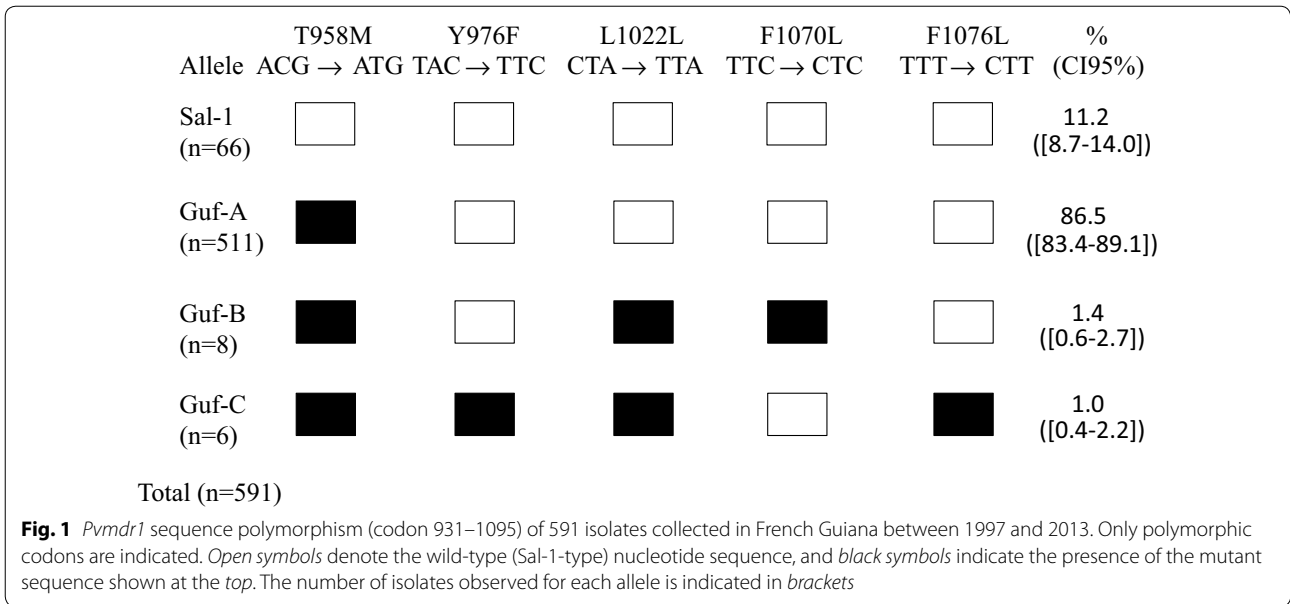 T958M Y976F L1022L F1070L F1076L %
Allele ACG → ATG TAC → TTC CTA → TTA TTC → CTC TTT → CTT (CI95%)
Sal-1 11.2
(n=66) ([8.7-14.0])
Guf-A 86.5
(n=511) ([83.4-89.1])
Guf-B 1.4
(n=8) ([0.6-2.7])
Guf-C 1.0
(n=6) ([0.4-2.2])
Total (n=591)
Fig. 1 Pvmdr1 sequence polymorphism (codon 931–1095) of 591 isolates collected in French Guiana between 1997 and 2013. Only polymorphic
codons are indicated. Open symbols denote the wild-type (Sal-1-type) nucleotide sequence, and black symbols indicate the presence of the mutant
sequence shown at the top. The number of isolates observed for each allele is indicated in brackets